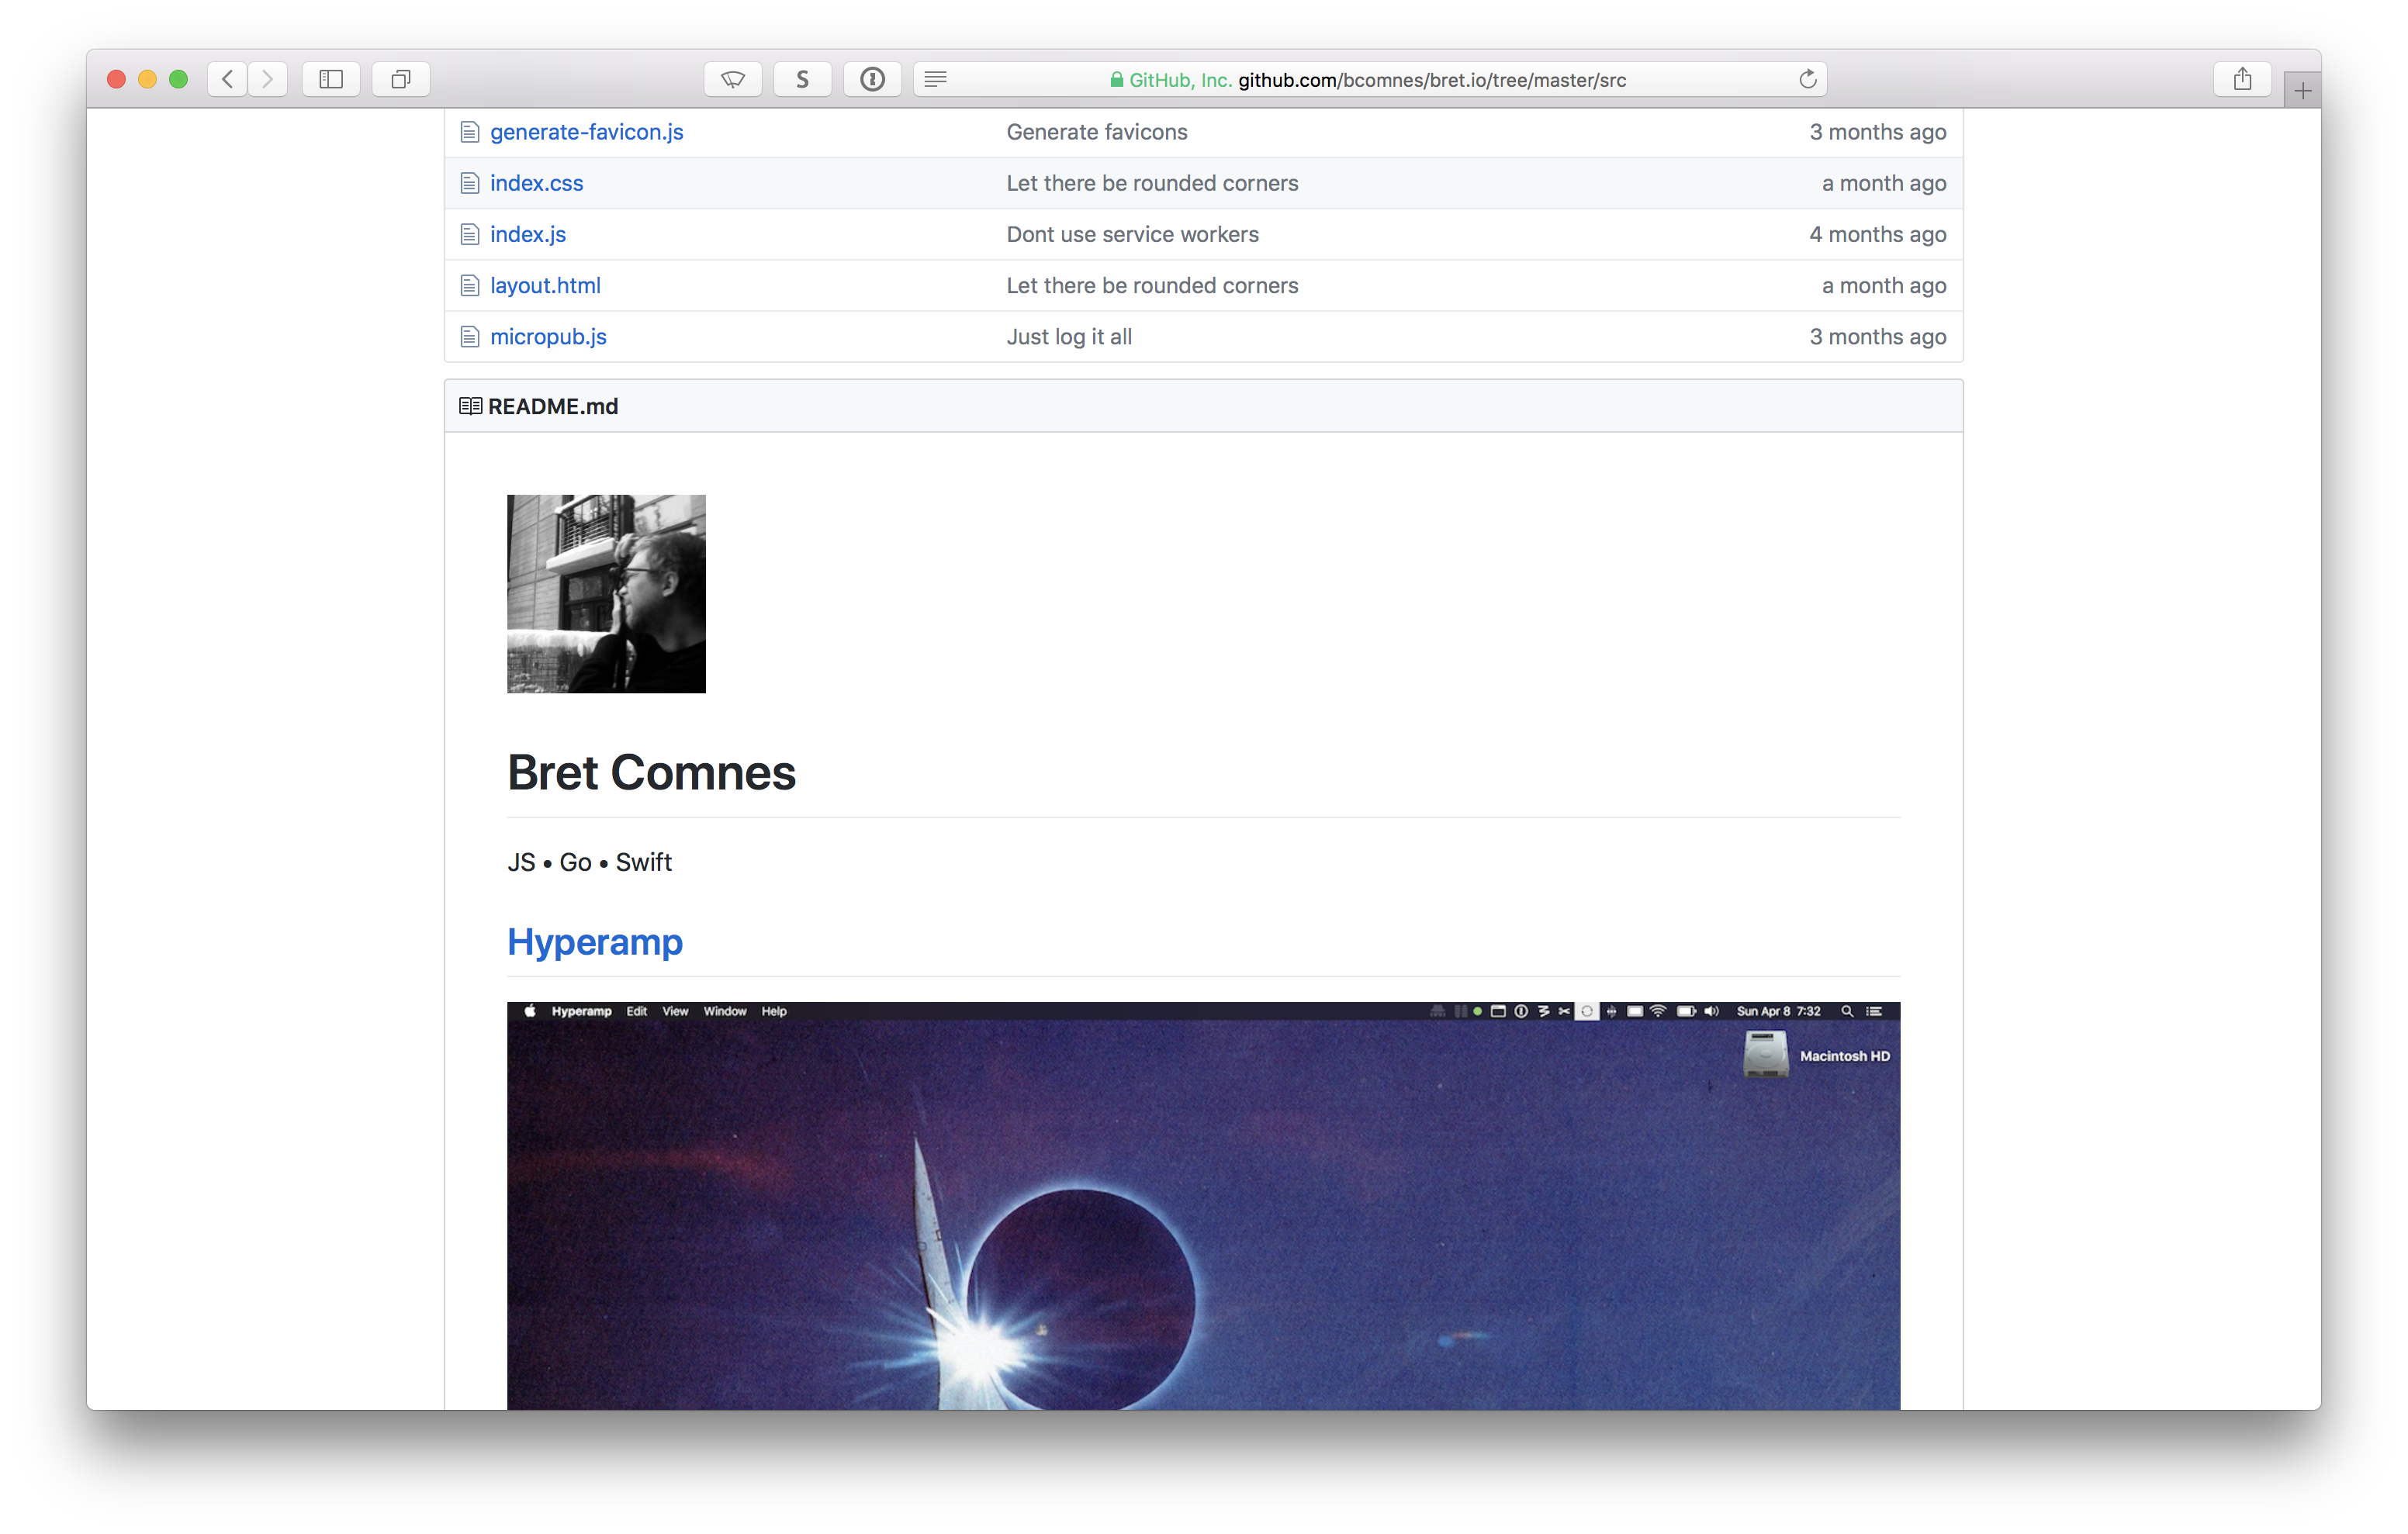 S
GitHub, Inc. github.com/bcomnes/bret.io/tree/master/src
generate-favicon.js Generate favicons 3 months ago
index.css Let there be rounded corners a month ago
index.js Dont use service workers 4 months ago
layout.html Let there be rounded corners a month ago
micropub.js Just log it all 3 months ago
README.md
Bret Comnes
JS • Go • Swift
Hyperamp
Hyperamp Edit View Window Help Sun Apr 8 7:32
Macintosh HD